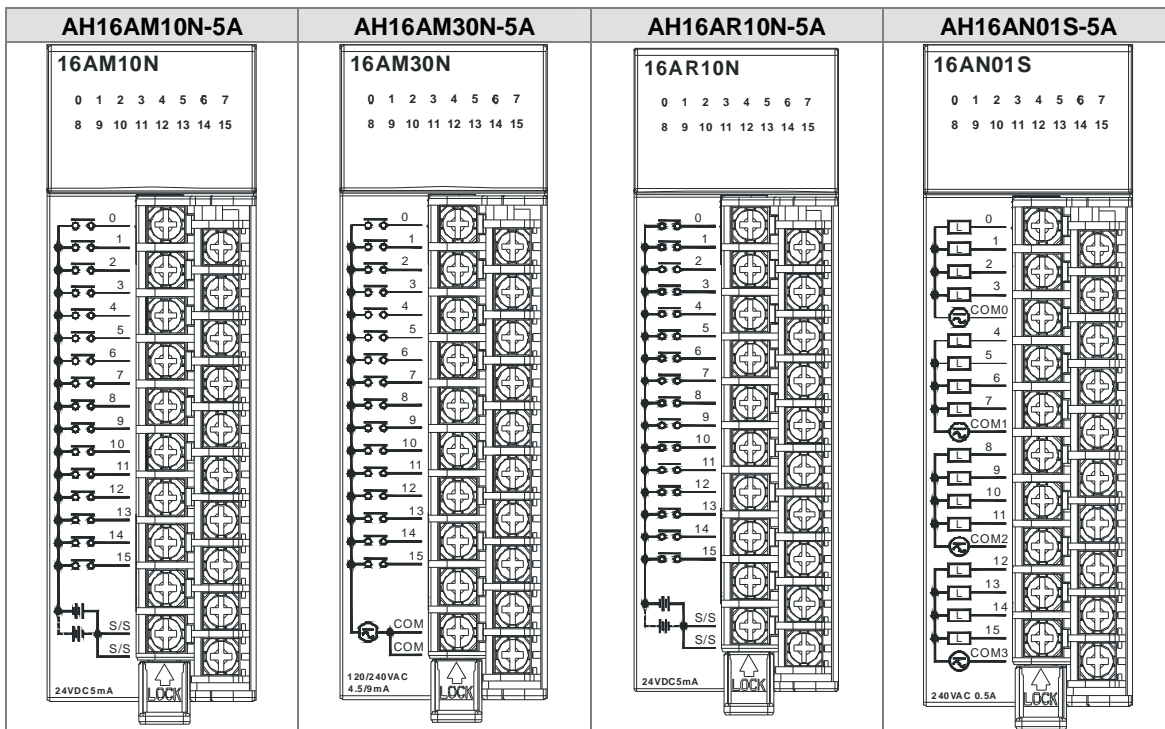 AH16AM10N-5A
AH16AM30N-5A
AH16AR10N-5A
AH16AN01S-5A
16AM10N
0 1 2 3 4 5 6 7
8 9 10 11 12 13 14 15
0
1
2
3
4
5
6
7
8
9
10
11
12
13
14
15
S/S
S/S
24VDC5mA
LOCK
16AM30N
0 1 2 3 4 5 6 7
8 9 10 11 12 13 14 15
0
1
2
3
4
5
6
7
8
9
10
11
12
13
14
15
COM
COM
120/240VAC
4.5/9mA
LOCK
16AR10N
0 1 2 3 4 5 6 7
8 9 10 11 12 13 14 15
0
1
2
3
4
5
6
7
8
9
10
11
12
13
14
15
S/S
S/S
24VDC5mA
LOCK
16AN01S
0 1 2 3 4 5 6 7
8 9 10 11 12 13 14 15
L 0
L 1
L 2
L 3
COM0
L 4
L 5
L 6
L 7
COM1
L 8
L 9
L 10
L 11
COM2
L 12
L 13
L 14
L 15
COM3
240VAC 0.5A
LOCK